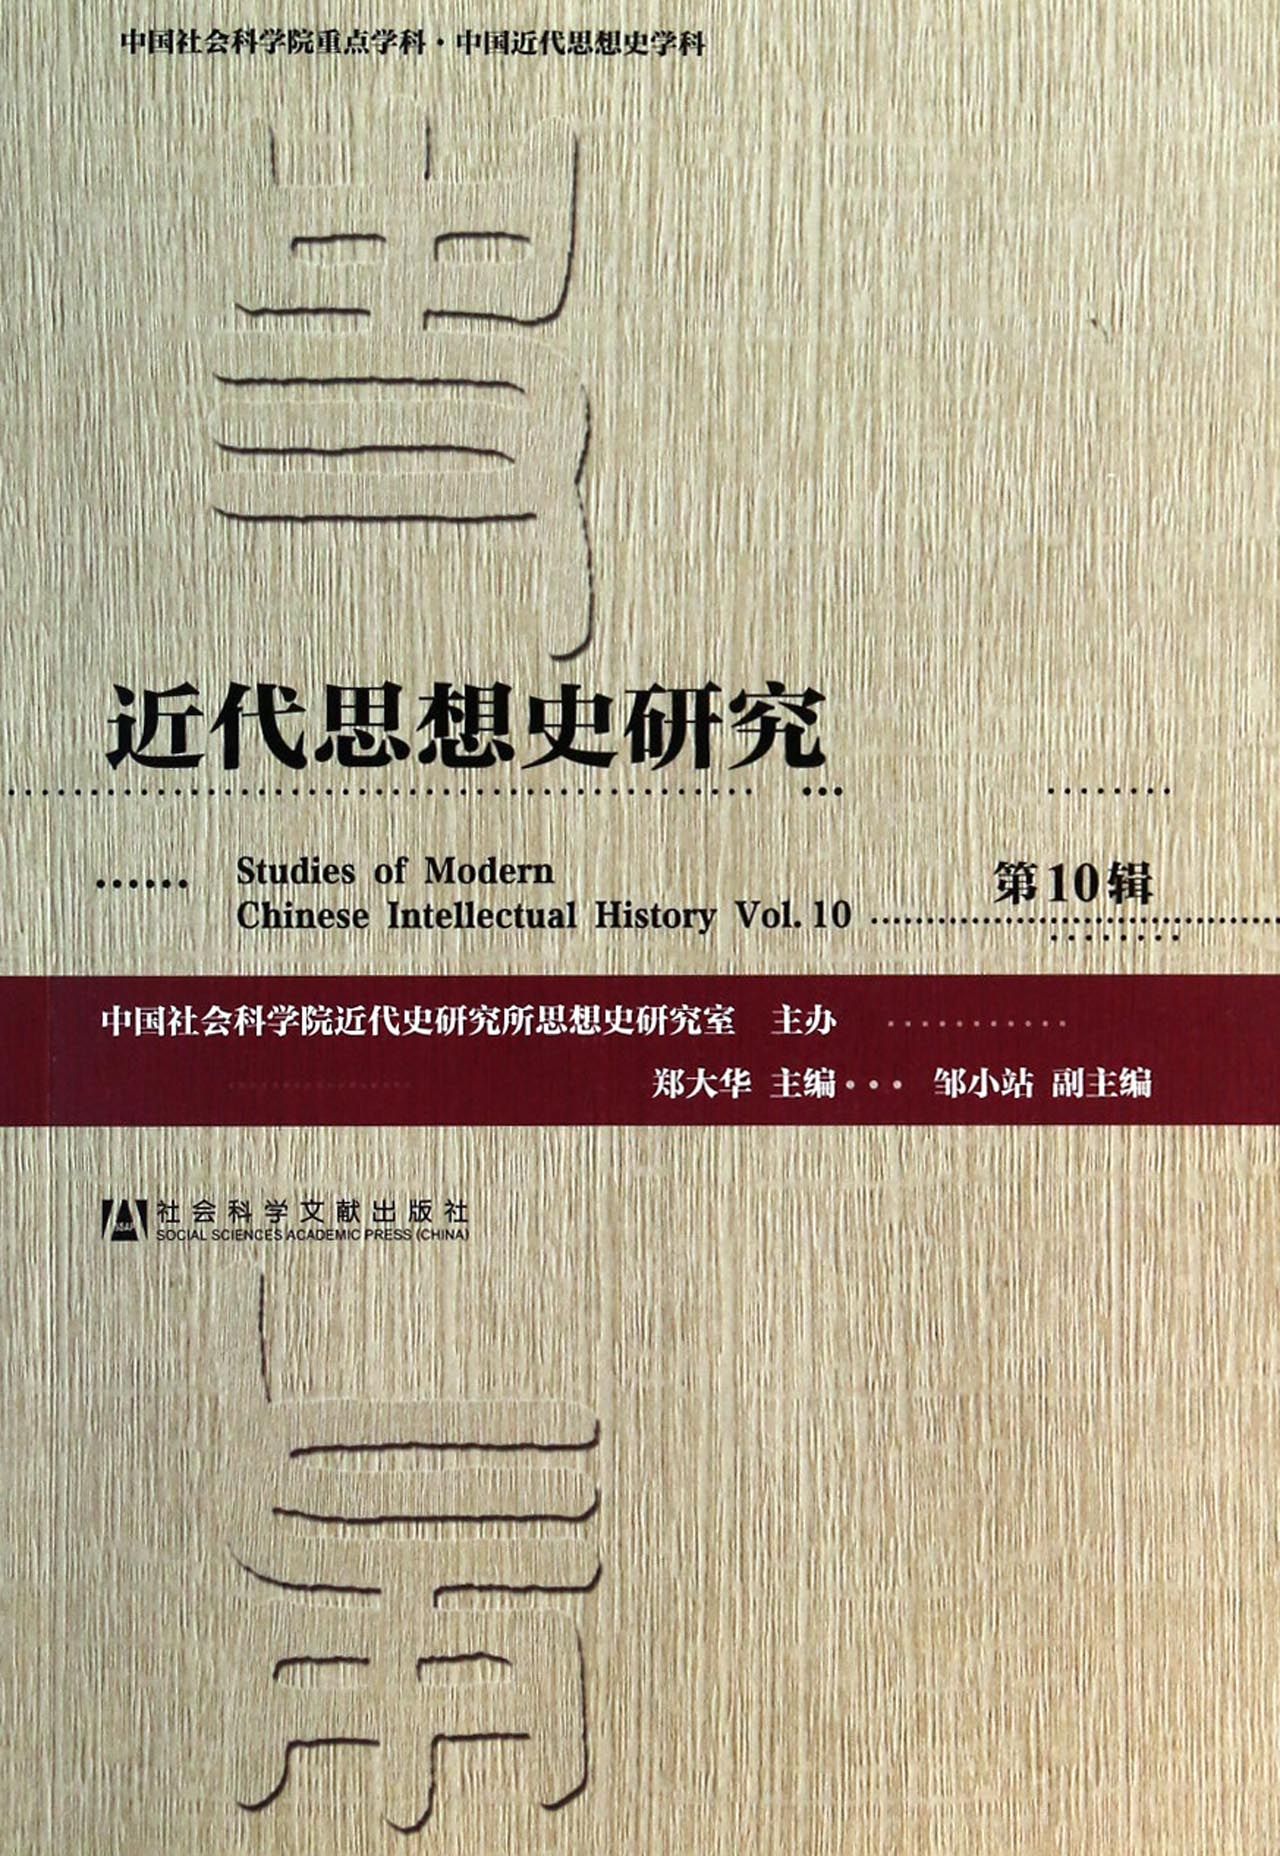 中国社会科学院重点学科·中国近代思想史学科
近代思想史研究
Studies of Modern
Chinese Intellectual History Vol. 10
第10辑
中国社会科学院近代史研究所思想史研究室 主办
郑大华 主编··· 邹小站 副主编
社会科学文献出版社
SOCIAL SCIENCES ACADEMIC PRESS (CHINA)